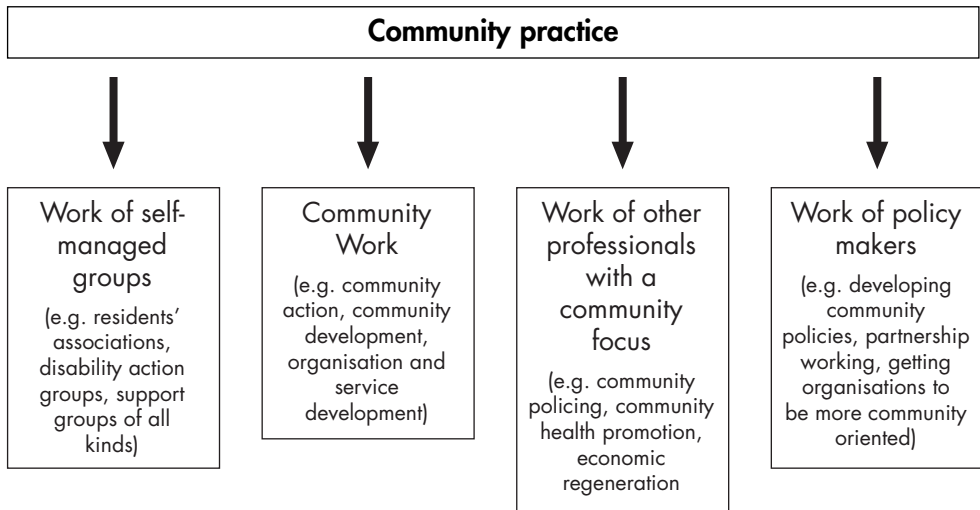 Community practice
Work of self-
managed
groups
(e.g. residents’
associations,
disability action
groups, support
groups of all
kinds)
Community
Work
(e.g. community
action, community
development,
organisation and
service
development)
Work of other
professionals
with a
community
focus
(e.g. community
policing, community
health promotion,
economic
regeneration
Work of policy
makers
(e.g. developing
community
policies, partnership
working, getting
organisations to
be more community
oriented)